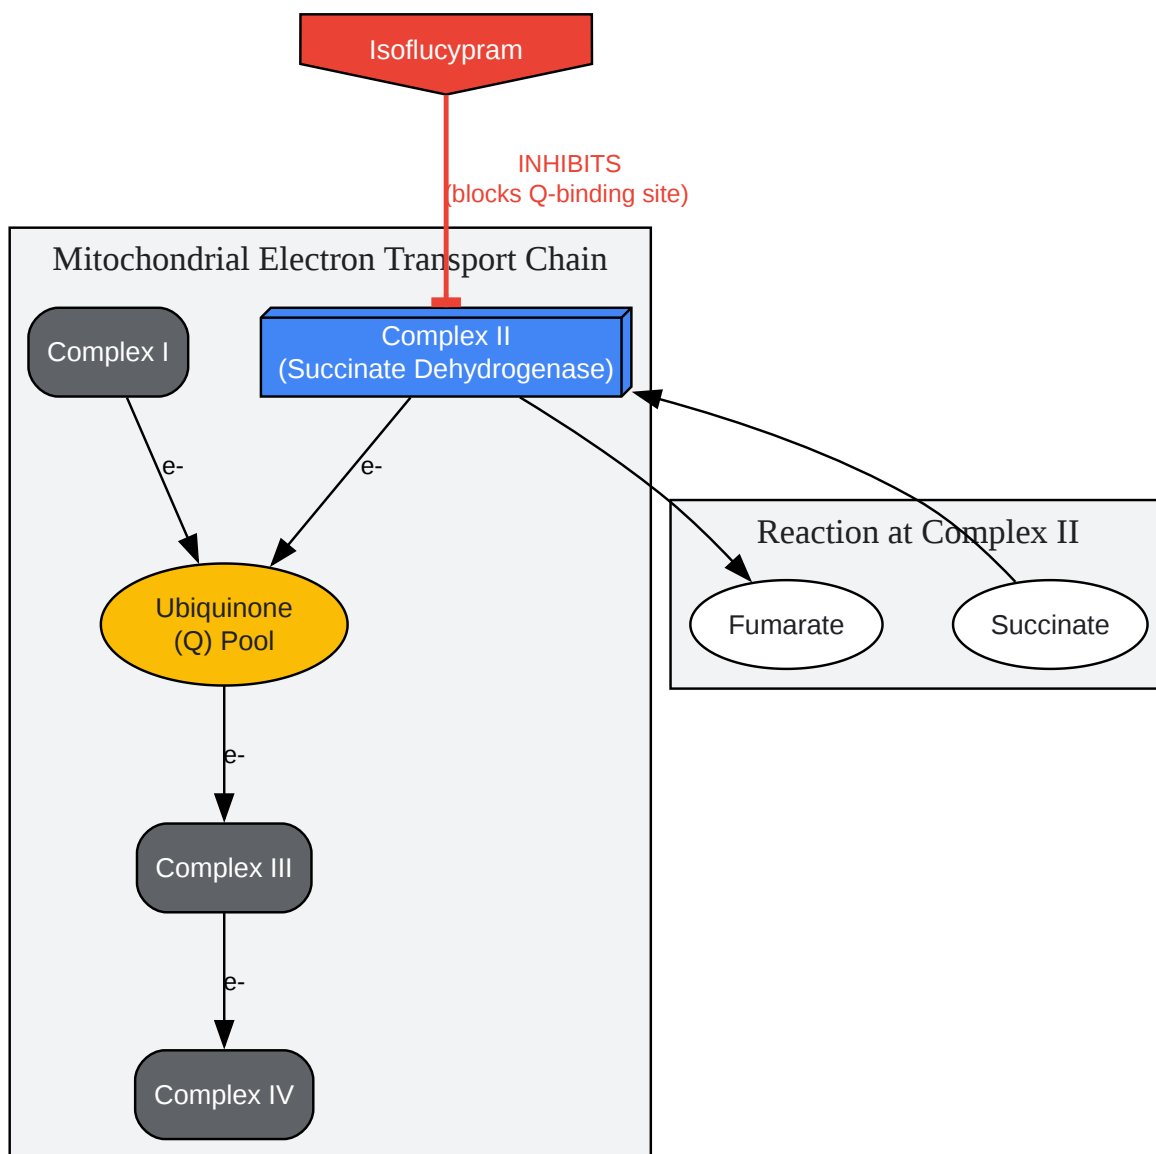 Isoflucypram
INHIBITS
(blocks Q-binding site)
Mitochondrial Electron Transport Chain
Complex I
Complex II
(Succinate Dehydrogenase)
e-
e-
Reaction at Complex II
Ubiquinone
(Q) Pool
Fumarate
Succinate
e-
Complex III
e-
Complex IV